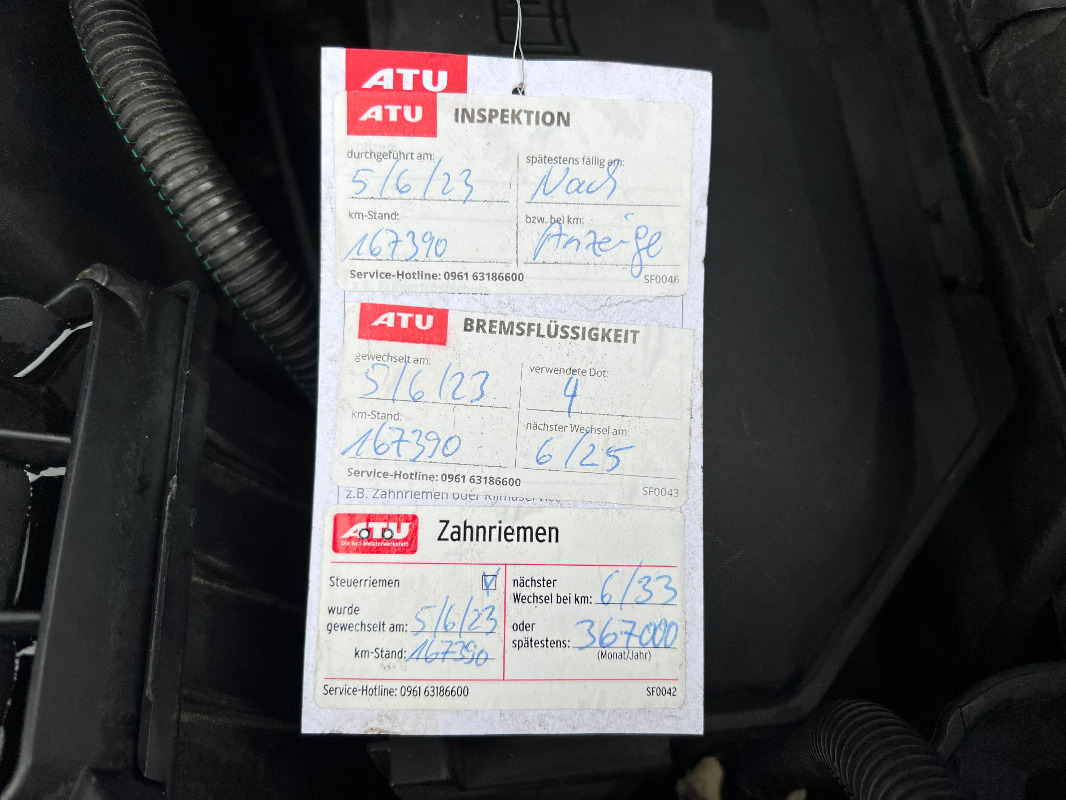 ATU
ATU INSPEKTION
durchgeführt am: 5/6/23
spätestens fällig am: Nach
km-Stand: 167390
bzw. bei km: Anzeige
Service-Hotline: 0961 63186600 SF0046
ATU BREMSFLÜSSIGKEIT
gewechselt am: 5/6/23
verwendete Dot: 4
km-Stand: 167390
nächster Wechsel am: 6/25
Service-Hotline: 0961 63186600 SF0043
z.B. Zahnriemen oder Klimaservice
ATU Zahnriemen
Die Nr.1 Meisterwerkstatt
Steuerriemen
wurde
gewechselt am: 5/6/23
km-Stand: 167390
nächster
Wechsel bei km: 6/33
oder
spätestens: 367000
(Monat/Jahr)
Service-Hotline: 0961 63186600 SF0042